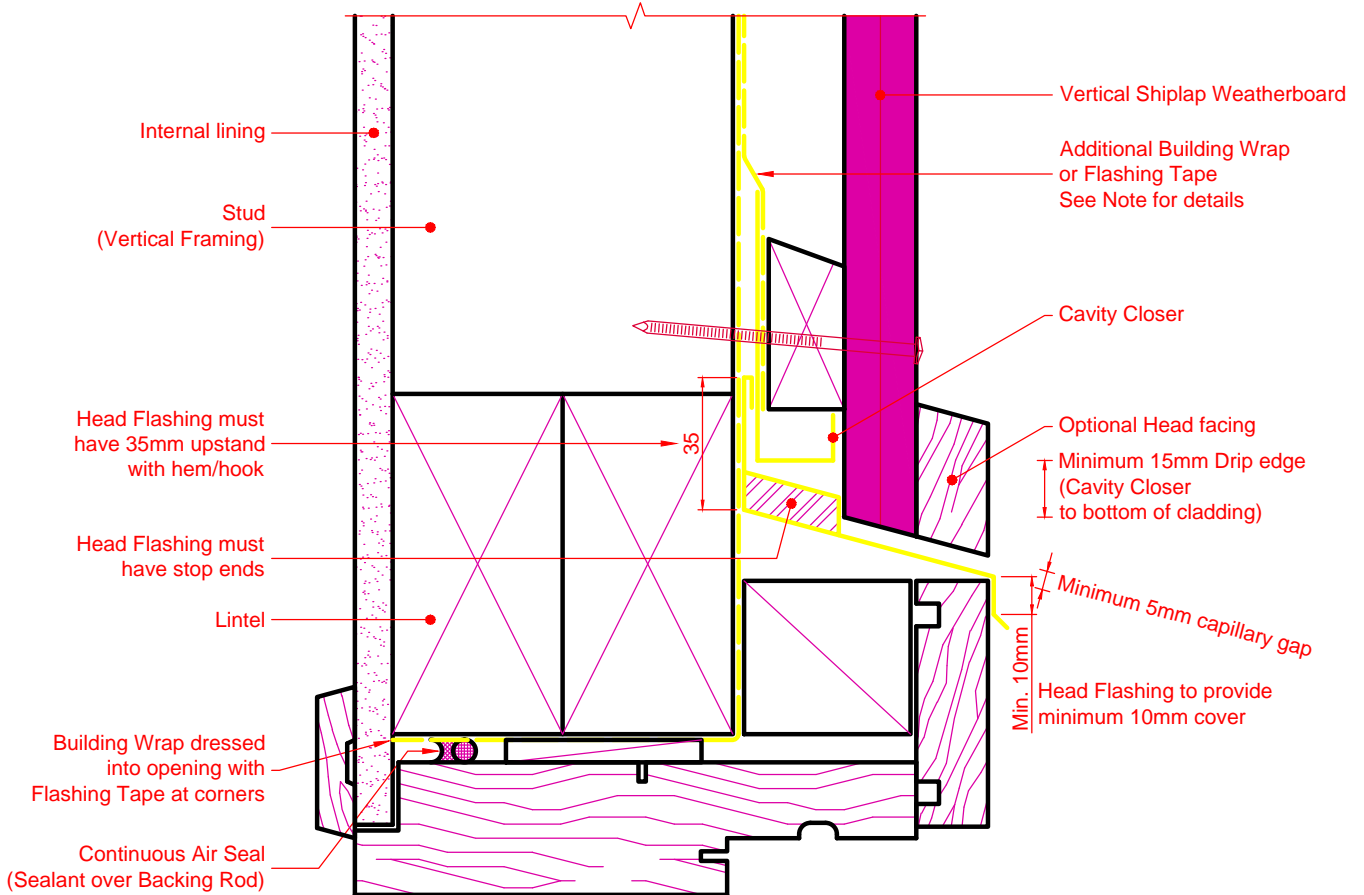 Internal lining
Stud
(Vertical Framing)
Head Flashing must
have 35mm upstand
with hem/hook
35
Head Flashing must
have stop ends
Lintel
Building Wrap dressed
into opening with
Flashing Tape at corners
Continuous Air Seal
(Sealant over Backing Rod)
Vertical Shiplap Weatherboard
Additional Building Wrap
or Flashing Tape
See Note for details
Cavity Closer
Optional Head facing
Minimum 15mm Drip edge
(Cavity Closer
to bottom of cladding)
Minimum 5mm capillary gap
Min. 10mm
Head Flashing to provide
minimum 10mm cover